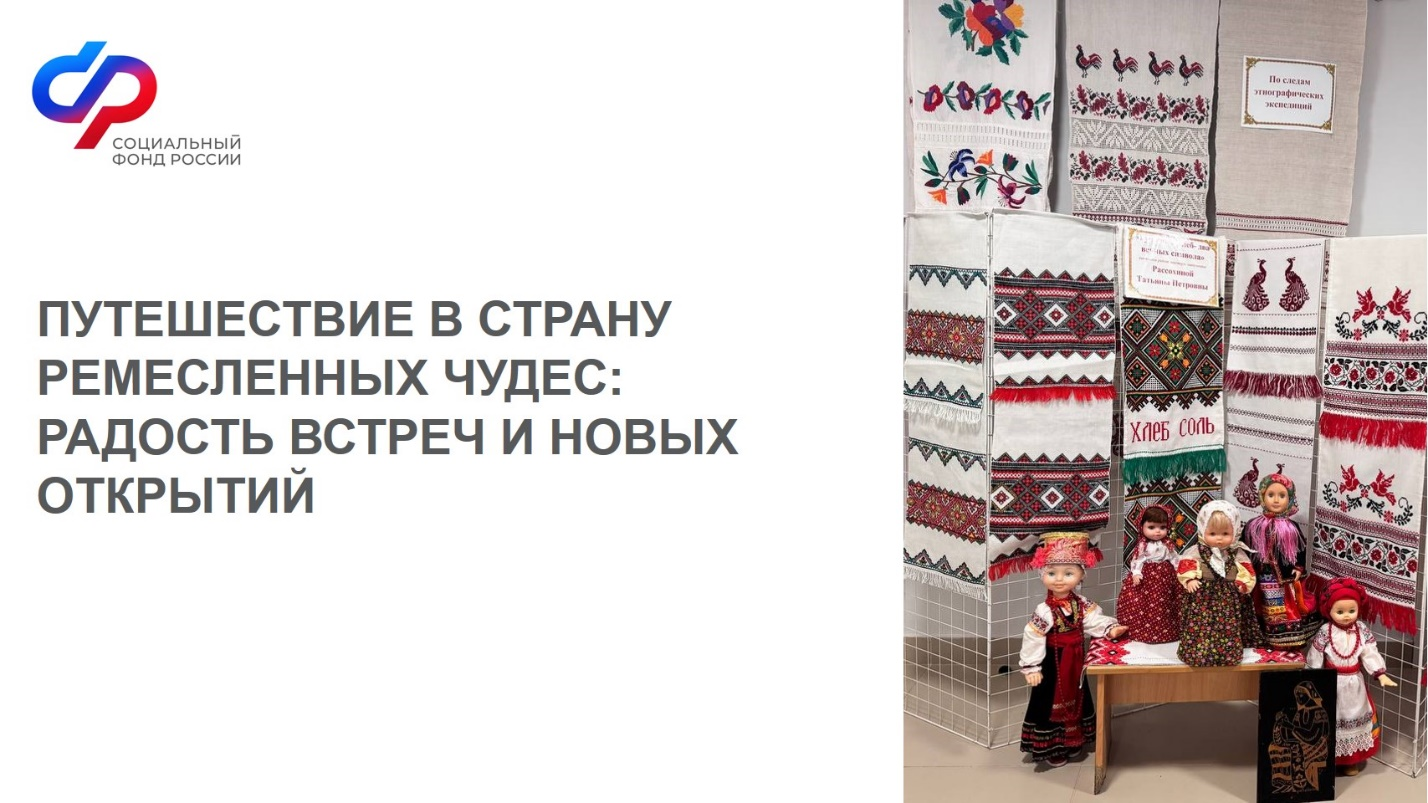 СОЦИАЛЬНЫЙ
ФОНД РОССИИ
ПУТЕШЕСТВИЕ В СТРАНУ
РЕМЕСЛЕННЫХ ЧУДЕС:
РАДОСТЬ ВСТРЕЧ И НОВЫХ
ОТКРЫТИЙ
По следам
этнографических
экспедиций
Рассохиной
Татьяны Петровны
ХЛЕБ СОЛЬ